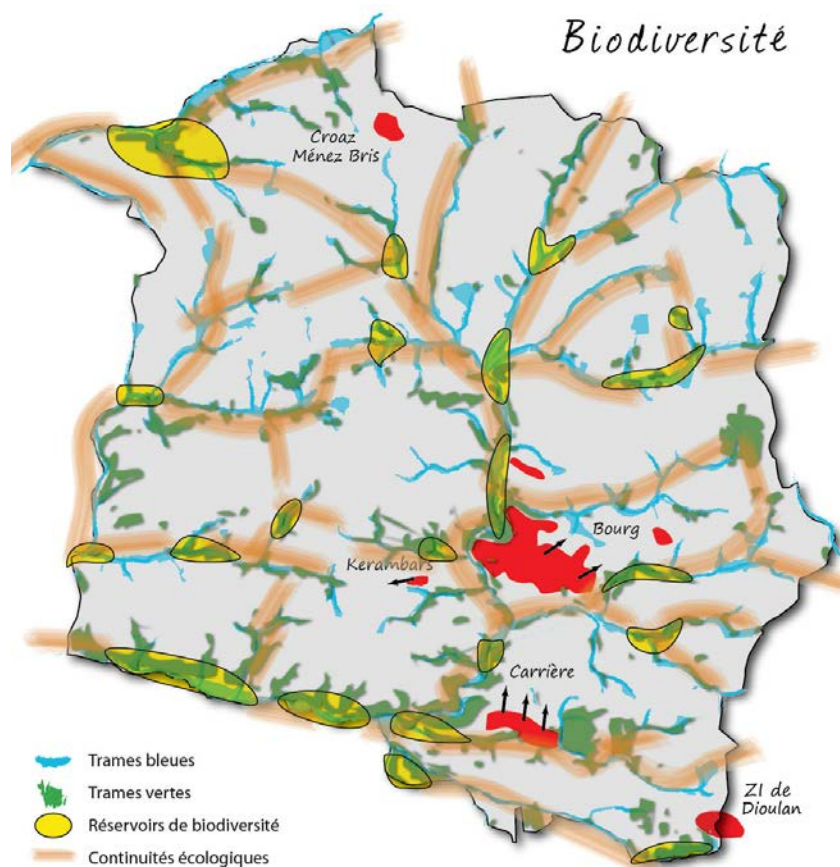 Biodiversité
Croaz
Ménez Bris
Bourg
Kerambars
Carrière
ZI de
Dioulan
Trames bleues
Trames vertes
Réservoirs de biodiversité
Continuités écologiques